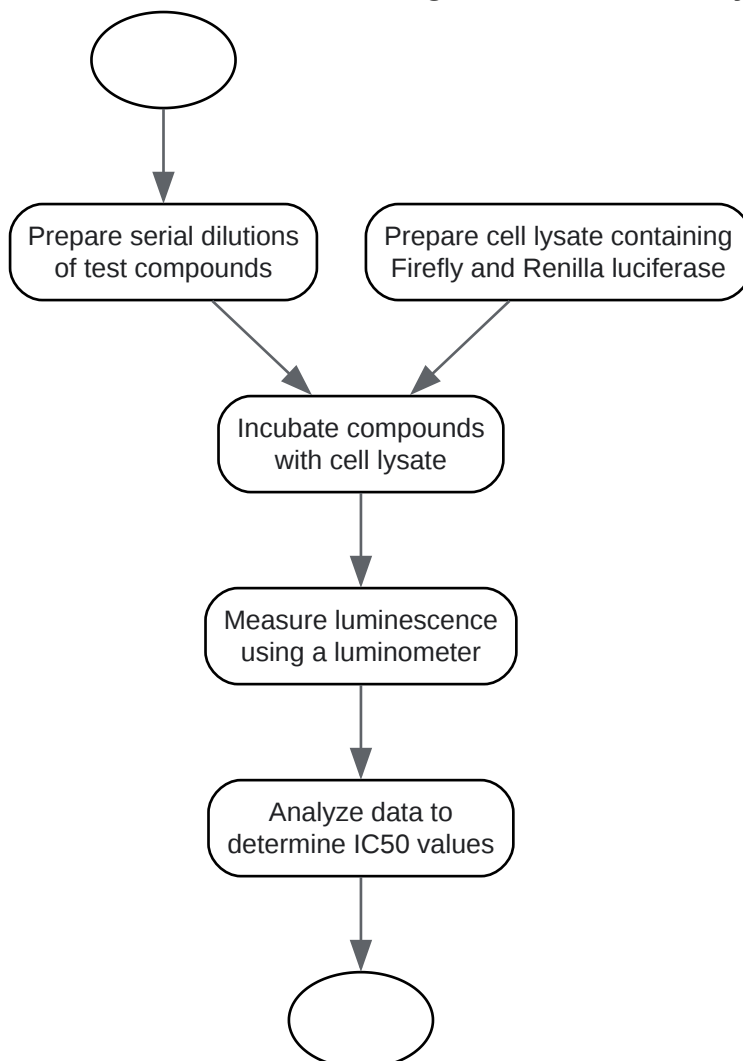 Prepare serial dilutions
of test compounds
Prepare cell lysate containing
Firefly and Renilla luciferase
Incubate compounds
with cell lysate
Measure luminescence
using a luminometer
Analyze data to
determine IC50 values